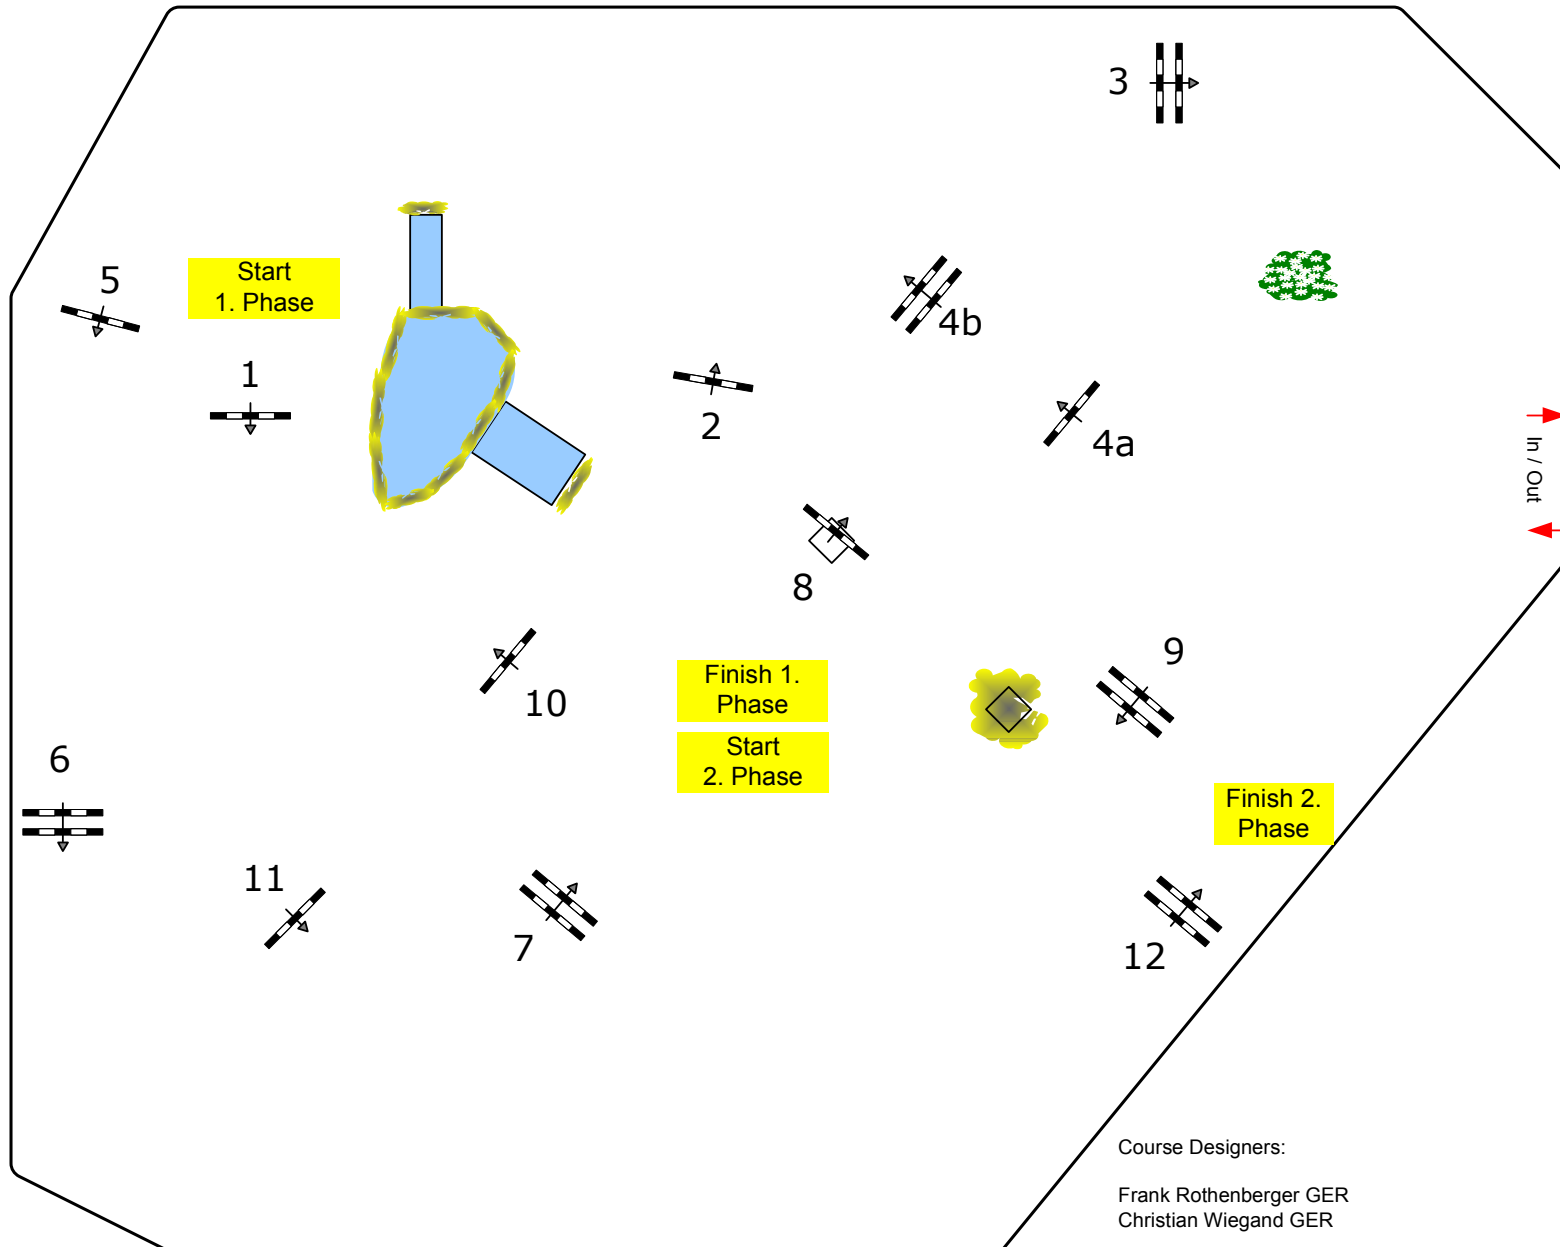 3
5
Start
1. Phase
4b
1
2
4a
In / Out
8
9
Finish 1.
Phase
10
Start
2. Phase
6
Finish 2.
Phase
11
7
12
Course Designers:
Frank Rothenberger GER
Christian Wiegand GER